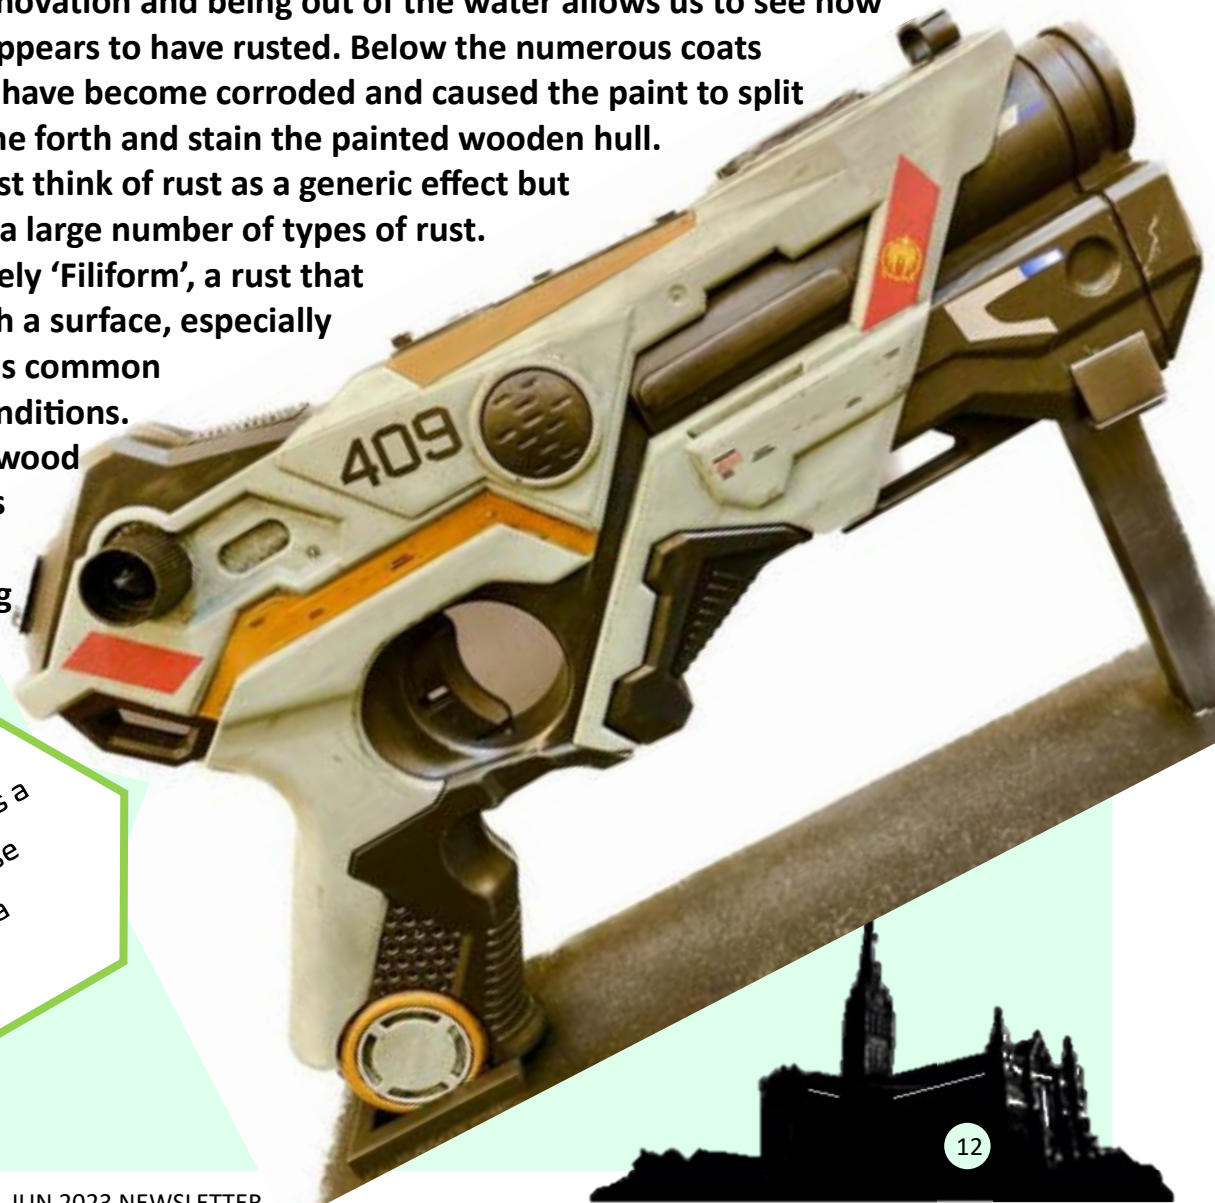 novation and being out of the water allows us to see how
ppears to have rusted. Below the numerous coats
have become corroded and caused the paint to split
ne forth and stain the painted wooden hull.
st think of rust as a generic effect but
a large number of types of rust.
ely ‘Filiform’, a rust that
h a surface, especially
s common
nditions.
wood
s
g
409
s a
se
a
12
JUN 2023 NEWSLETTER